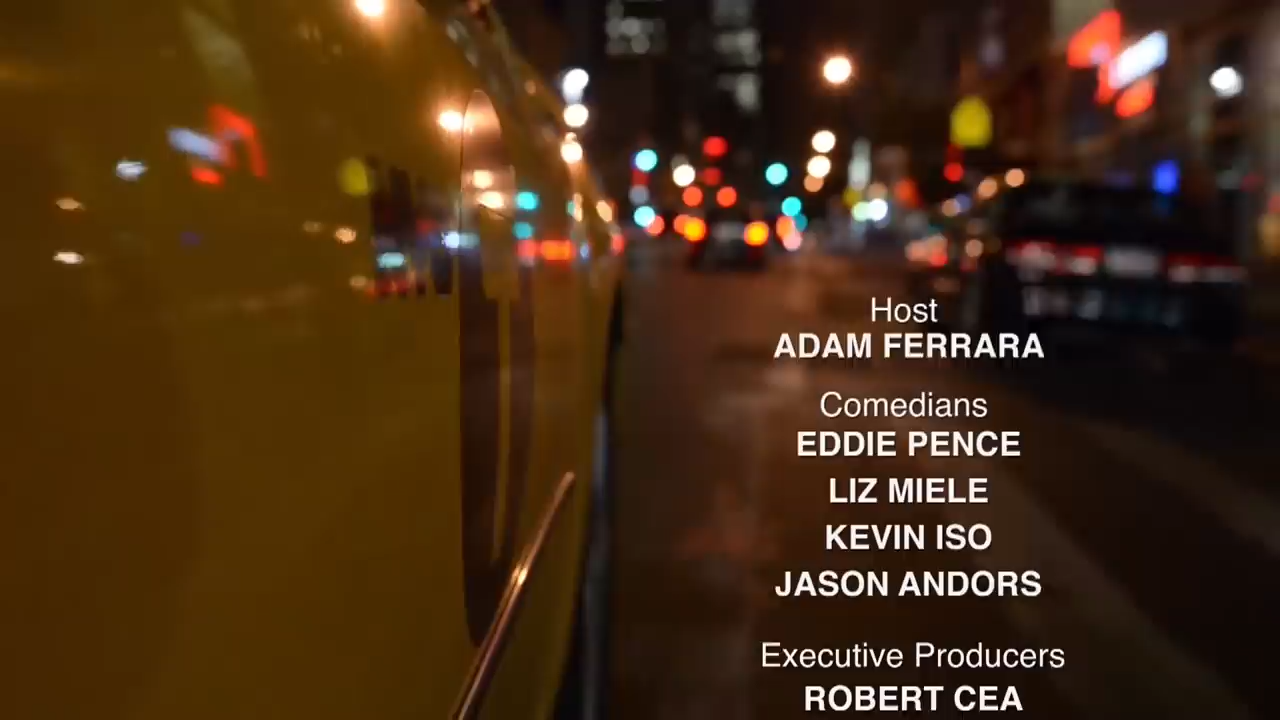 Host
ADAM FERRARA
Comedians
EDDIE PENCE
LIZ MIELE
KEVIN ISO
JASON ANDORS
Executive Producers
ROBERT CEA